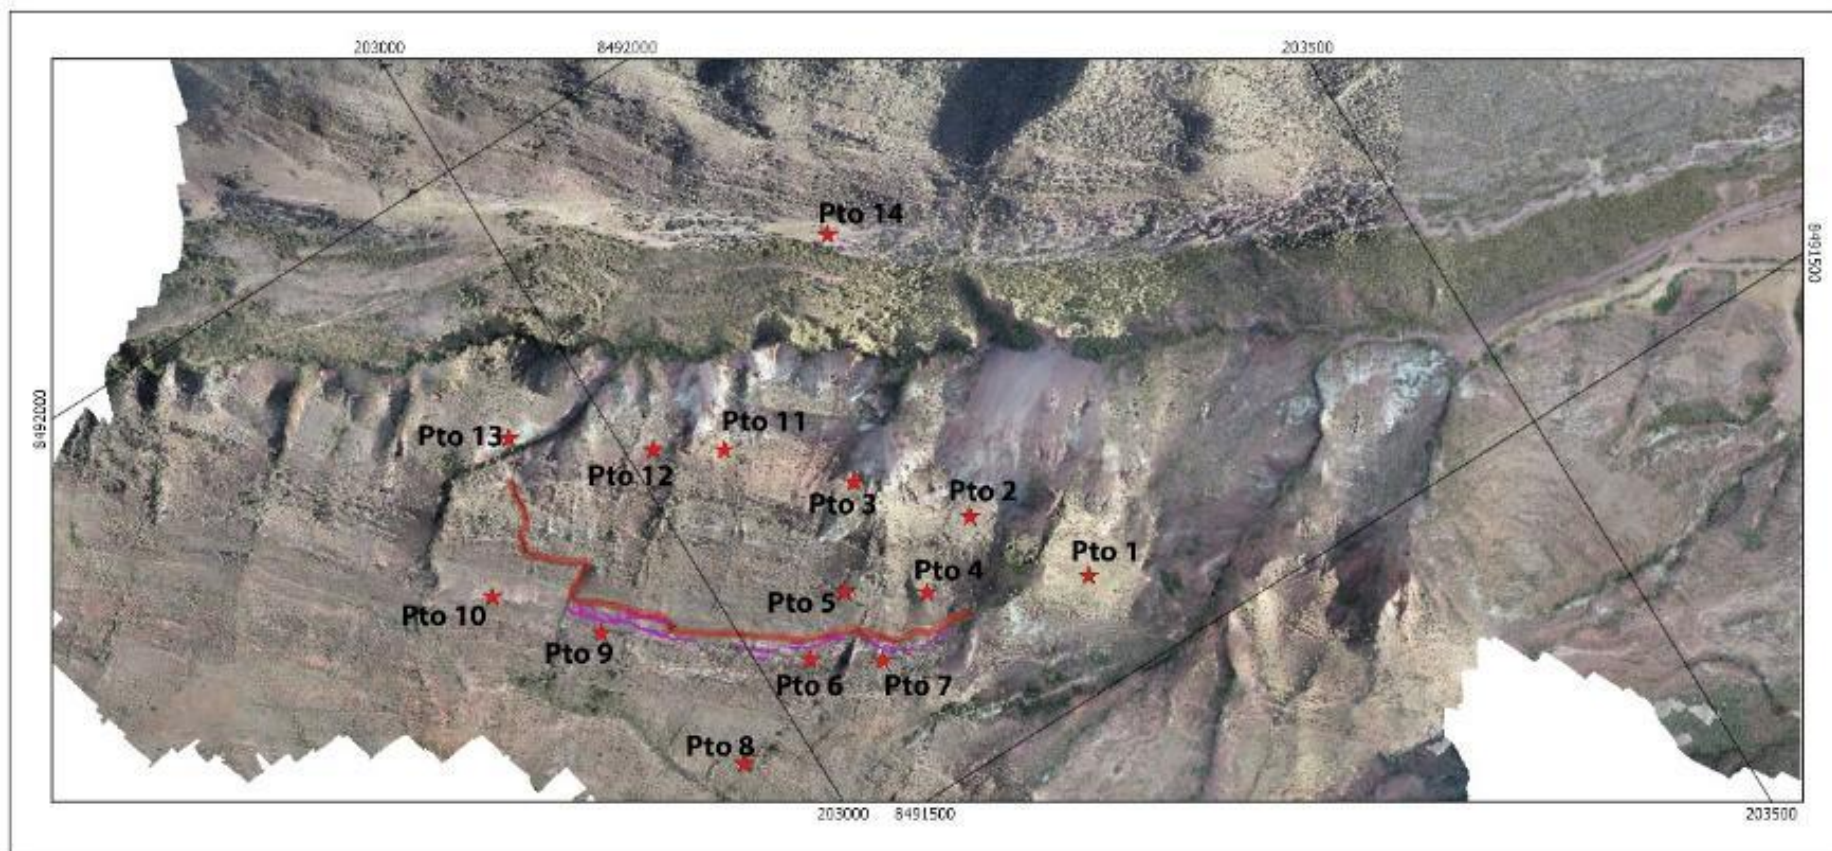 203000
8492000
203500
Pto 14
8491500
8492000
Pto 13
Pto 11
Pto 12
Pto 3
Pto 2
Pto 1
Pto 4
Pto 5
Pto 10
Pto 9
Pto 6
Pto 7
Pto 8
203000
8491500
203500